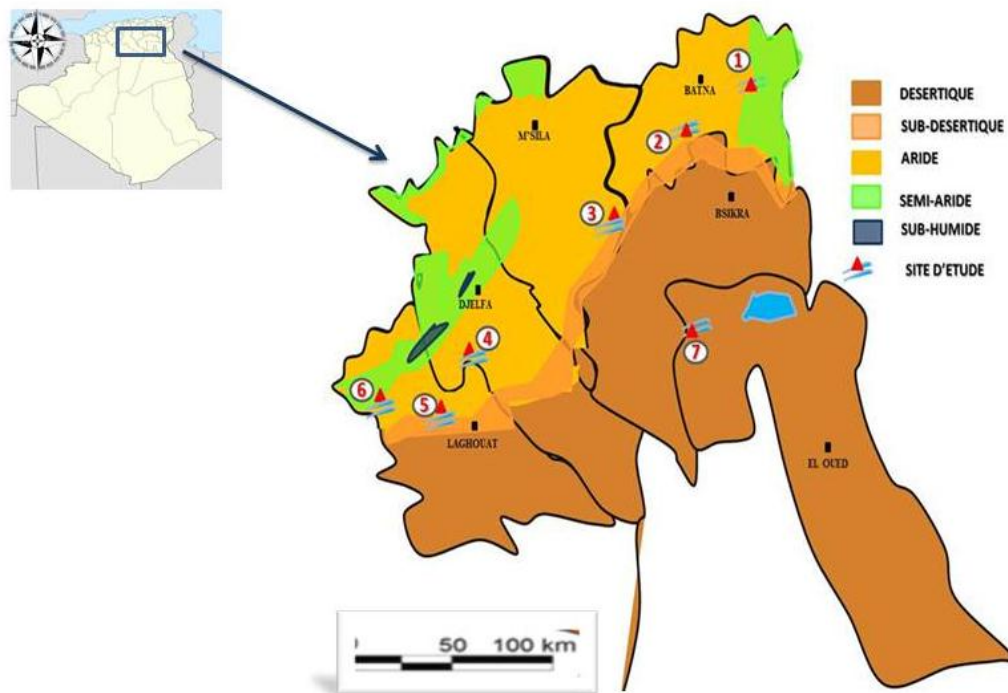 1
BATNA
M'SILA
2
BSIKRA
3
DJELFA
4
7
6
5
LAGHOUAT
EL OUED
DESERTIQUE
SUB-DESERTIQUE
ARIDE
SEMI-ARIDE
SUB-HUMIDE
SITE D'ETUDE
50 100 km